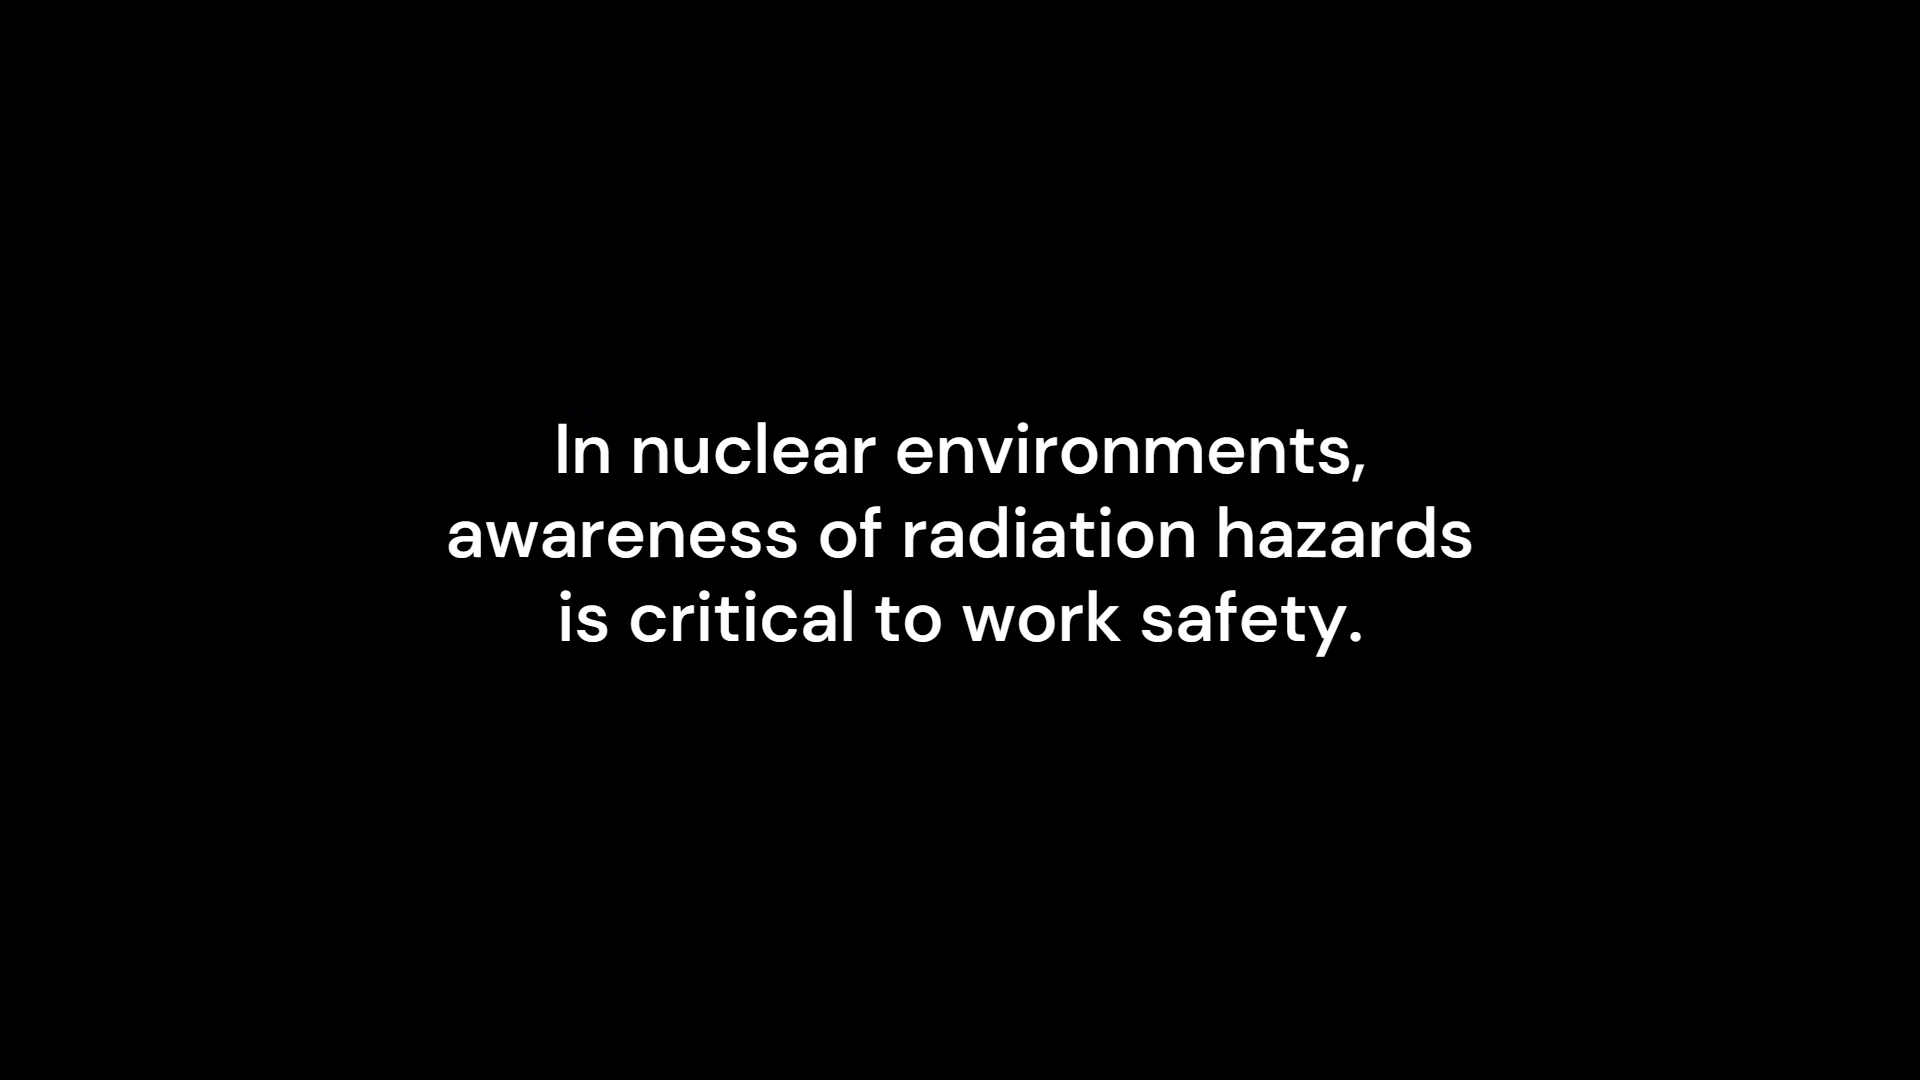 In nuclear environments,
awareness of radiation hazards
is critical to work safety.